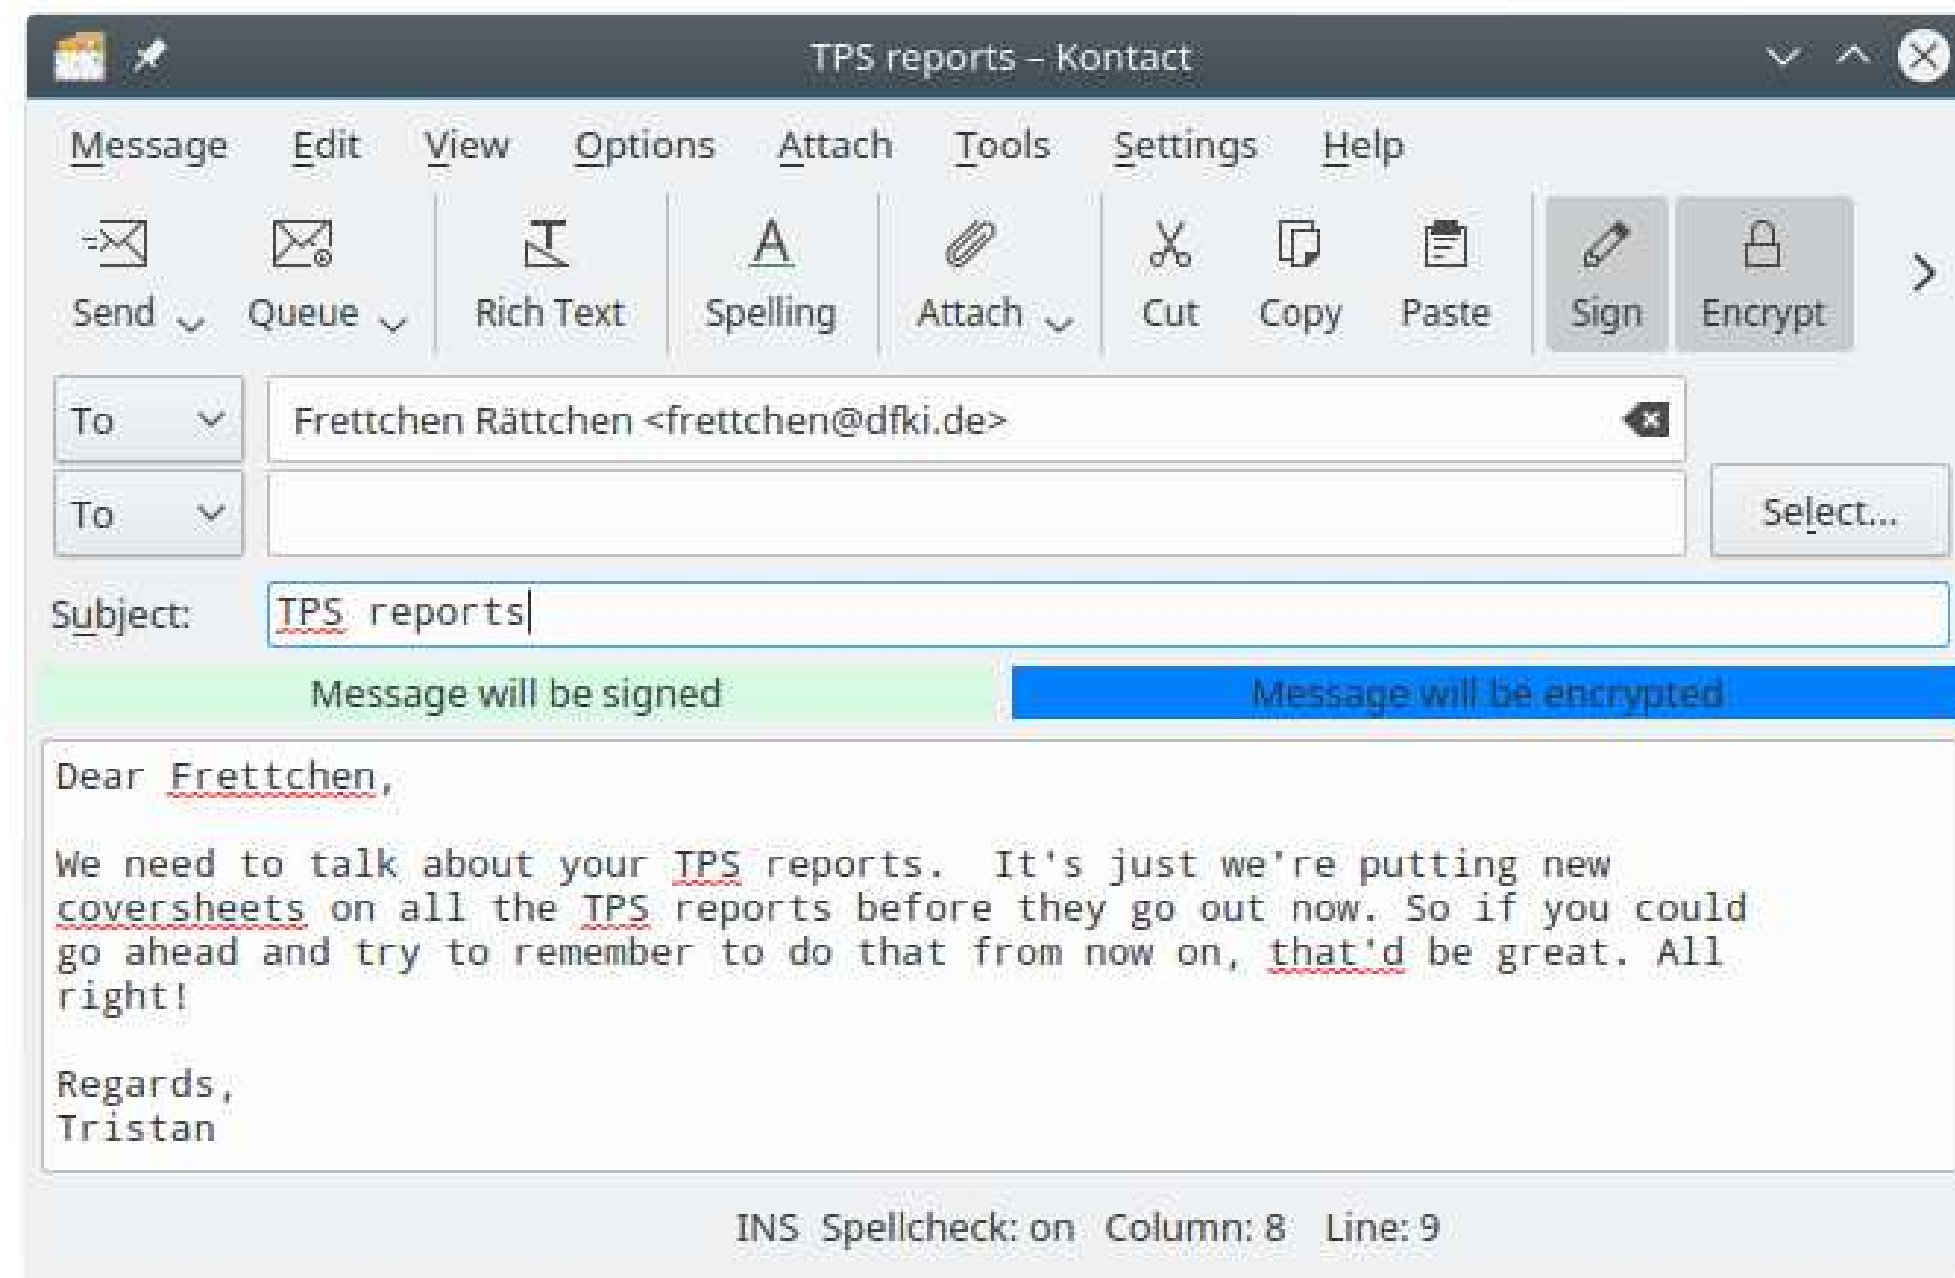 TPS reports – Kontact
Message Edit View Options Attach Tools Settings Help
Send Queue Rich Text Spelling Attach Cut Copy Paste Sign Encrypt
To Frettchen Rättchen <frettchen@dfki.de>
To Select...
Subject: TPS reports
Message will be signed Message will be encrypted
Dear Frettchen,
We need to talk about your TPS reports.  It's just we're putting new
coversheets on all the TPS reports before they go out now. So if you could
go ahead and try to remember to do that from now on, that'd be great. All
right!
Regards,
Tristan
INS Spellcheck: on Column: 8 Line: 9